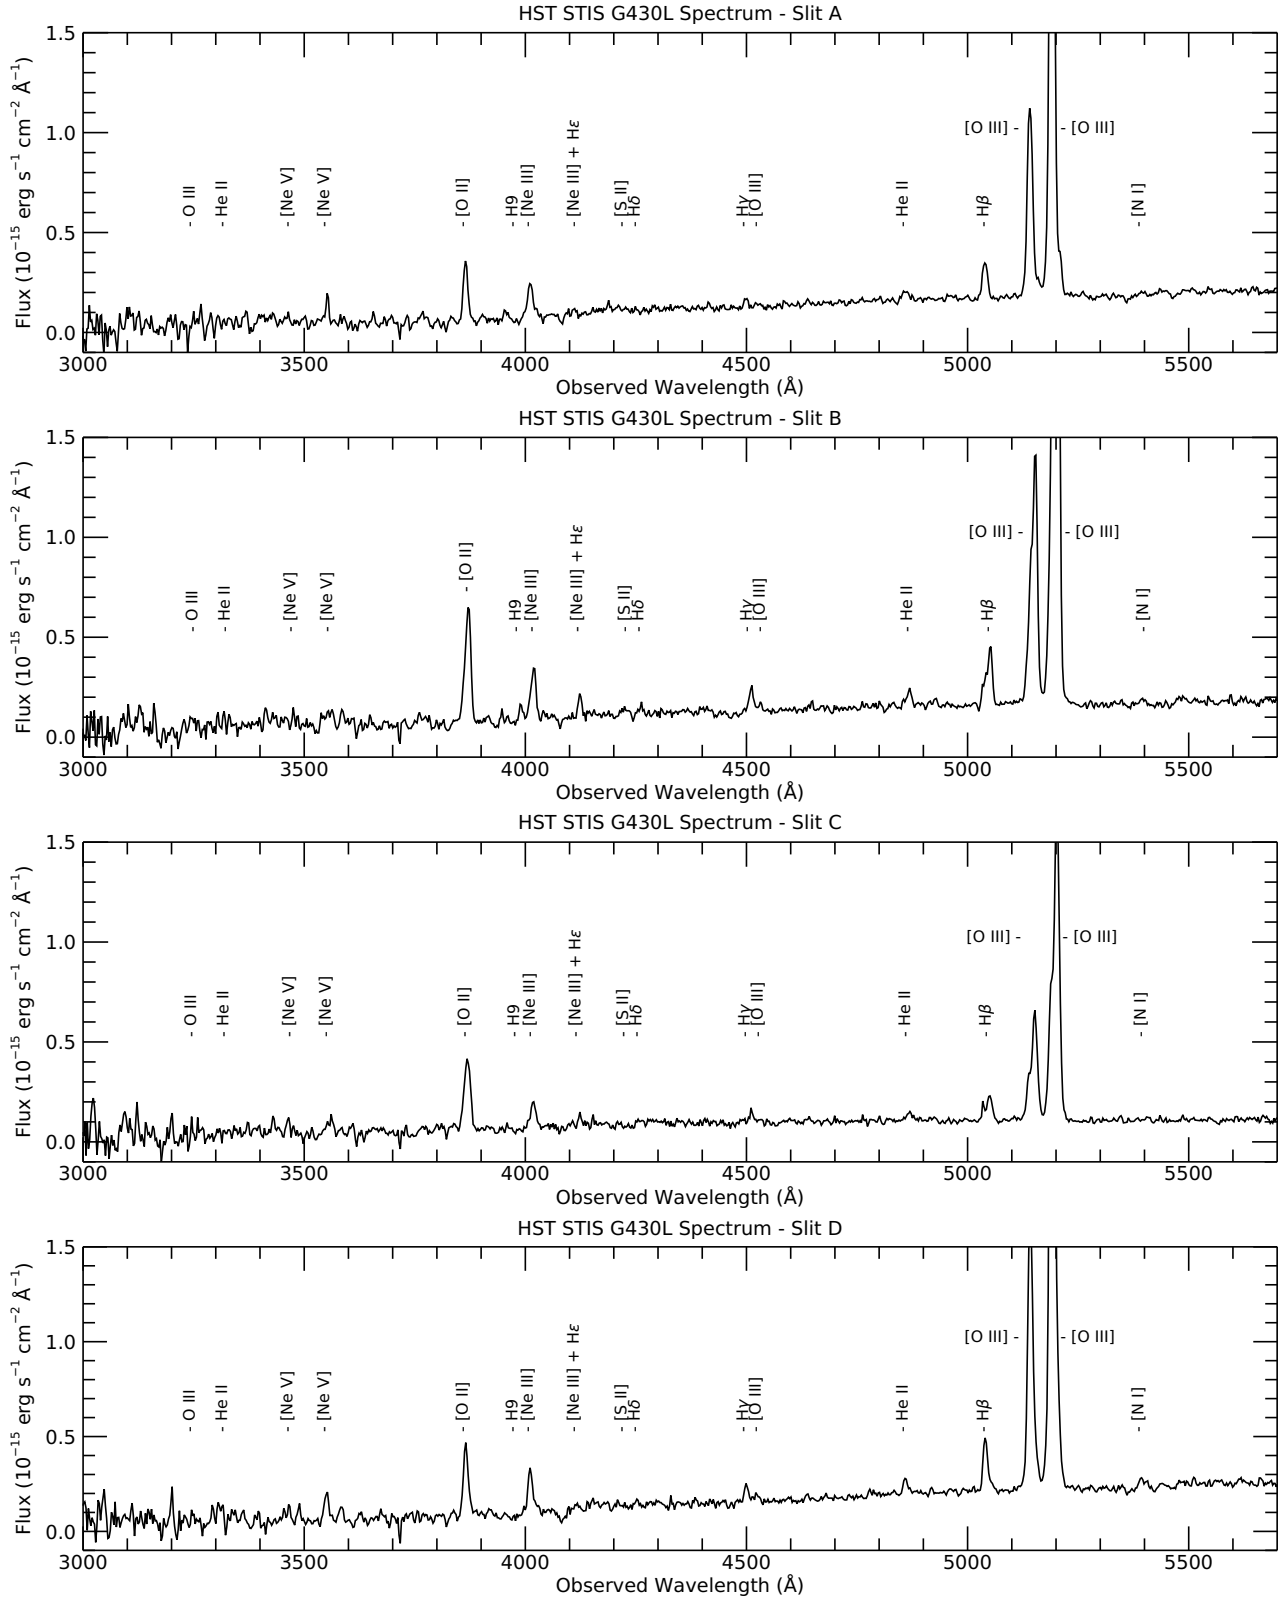 HST STIS G430L Spectrum - Slit A
Flux (10⁻¹⁵ erg s⁻¹ cm⁻² Å⁻¹)
1.5
1.0
0.5
0.0
- O III
- He II
- [Ne V]
- [Ne V]
- [O II]
- H9
- [Ne III]
- [Ne III] + Hε
- [S II]
- Hδ
- Hγ
- [O III]
- He II
- Hβ
[O III] -
- [O III]
- [N I]
3000 3500 4000 4500 5000 5500
Observed Wavelength (Å)
HST STIS G430L Spectrum - Slit B
Flux (10⁻¹⁵ erg s⁻¹ cm⁻² Å⁻¹)
1.5
1.0
0.5
0.0
- O III
- He II
- [Ne V]
- [Ne V]
- [O II]
- H9
- [Ne III]
- [Ne III] + Hε
- [S II]
- Hδ
- Hγ
- [O III]
- He II
- Hβ
[O III] -
- [O III]
- [N I]
3000 3500 4000 4500 5000 5500
Observed Wavelength (Å)
HST STIS G430L Spectrum - Slit C
Flux (10⁻¹⁵ erg s⁻¹ cm⁻² Å⁻¹)
1.5
1.0
0.5
0.0
- O III
- He II
- [Ne V]
- [Ne V]
- [O II]
- H9
- [Ne III]
- [Ne III] + Hε
- [S II]
- Hδ
- Hγ
- [O III]
- He II
- Hβ
[O III] -
- [O III]
- [N I]
3000 3500 4000 4500 5000 5500
Observed Wavelength (Å)
HST STIS G430L Spectrum - Slit D
Flux (10⁻¹⁵ erg s⁻¹ cm⁻² Å⁻¹)
1.5
1.0
0.5
0.0
- O III
- He II
- [Ne V]
- [Ne V]
- [O II]
- H9
- [Ne III]
- [Ne III] + Hε
- [S II]
- Hδ
- Hγ
- [O III]
- He II
- Hβ
[O III] -
- [O III]
- [N I]
3000 3500 4000 4500 5000 5500
Observed Wavelength (Å)